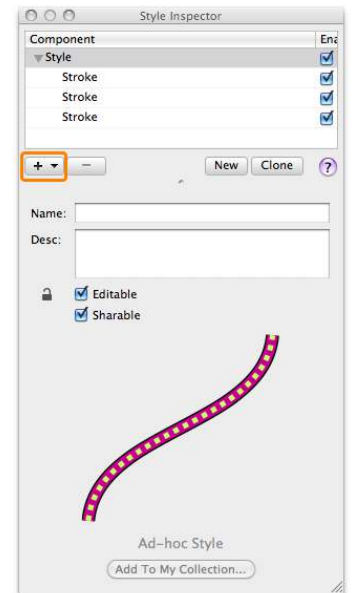 Style Inspector
Component Ena
Style
Stroke
Stroke
Stroke
+ − New Clone ?
Name:
Desc:
Editable
Sharable
Ad-hoc Style
Add To My Collection...